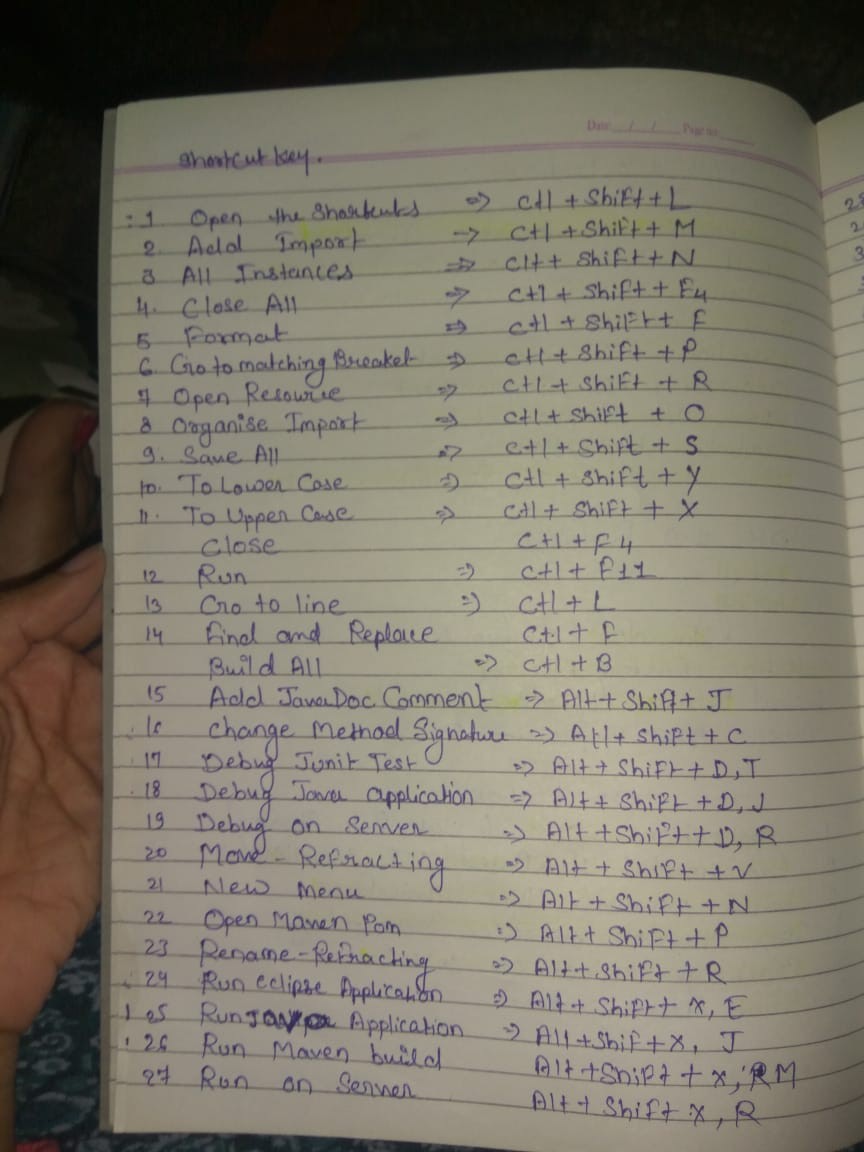 Date __/__/__ Page no ____
Shortcut key.
:1 Open the Shortcuts => Ctl + Shift + L
2. Add Import -> Ctl + Shift + M
3 All Instances => Clt + Shift + N
4. Close All => Ctl + Shift + F4
5 Format => Ctl + Shift + F
6. Go to matching Breaket => Ctl + Shift + P
7 Open Resource => Ctl + Shift + R
8 Organise Import => Ctl + Shift + O
9. Save All => Ctl + Shift + S
10. To Lower Case => Ctl + Shift + Y
11. To Upper Case => Ctl + Shift + X
Close Ctl + F4
12 Run => Ctl + F11
13 Go to line => Ctl + L
14 Find and Replace Ctl + F
Build All => Ctl + B
15 Add JavaDoc Comment => Alt + Shift + J
16 Change Method Signature => Atl + Shift + C
17 Debug Junit Test => Alt + Shift + D, T
18 Debug Java application => Alt + Shift + D, J
19 Debug on Server => Alt + Shift + D, R
20 Move - Refracting => Alt + Shift + V
21 New menu => Alt + Shift + N
22 Open Maven Pom => Alt + Shift + P
23 Rename - Refracting => Alt + Shift + R
24 Run eclipse Application => Alt + Shift + X, E
25 Run Java Application => Alt + Shif + X, J
26 Run Maven build Alt + Shift + X, M
27 Run on Server Alt + Shift X, R